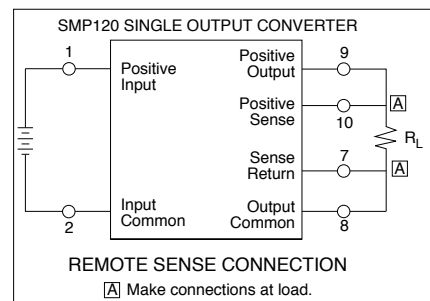 SMP120 SINGLE OUTPUT CONVERTER
1
9
Positive
Input
Positive
Output
Positive
Sense
A
10
RL
Sense
Return
7
A
Input
Common
Output
Common
2
8
REMOTE SENSE CONNECTION
A Make connections at load.